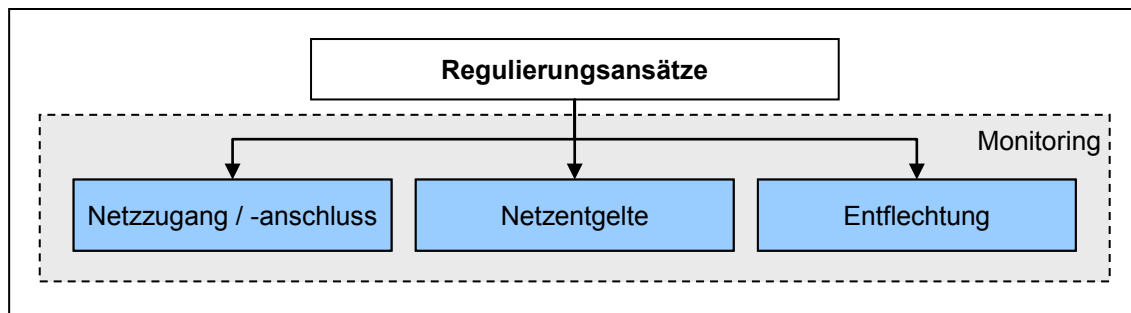 Regulierungsansätze
Monitoring
Netzzugang / -anschluss
Netzentgelte
Entflechtung